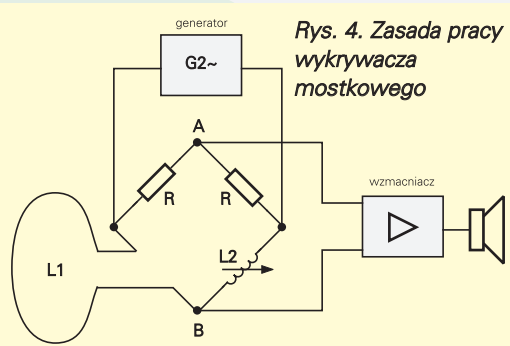 generator
G2~
Rys. 4. Zasada pracy
wykrywacza
mostkowego
A
R
R
wzmacniacz
L1
L2
B